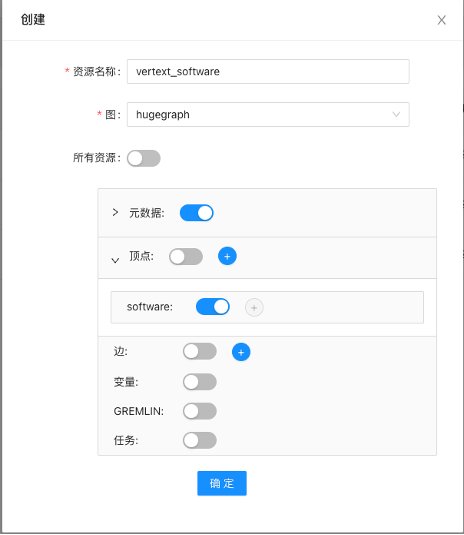 创建
* 资源名称: vertext_software
* 图: hugegraph
所有资源:
元数据:
顶点:
software:
边:
变量:
GREMLIN:
任务:
确 定